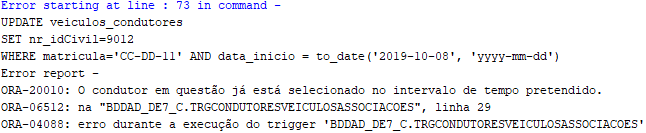 Error starting at line : 73 in command -
UPDATE veiculos_condutores
SET nr_idCivil=9012
WHERE matricula='CC-DD-11' AND data_inicio = to_date('2019-10-08', 'yyyy-mm-dd')
Error report -
ORA-20010: O condutor em questão já está selecionado no intervalo de tempo pretendido.
ORA-06512: na "BDDAD_DE7_C.TRGCONDUTORESVEICULOSASSOCIACOES", linha 29
ORA-04088: erro durante a execução do trigger 'BDDAD_DE7_C.TRGCONDUTORESVEICULOSASSOCIACOES'